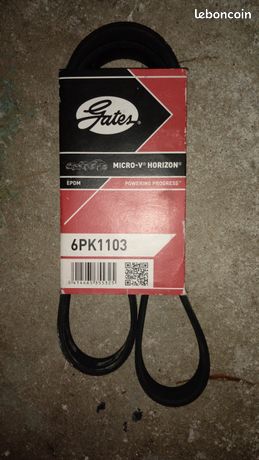 leboncoin
Gates
MICRO-V® HORIZON®
EPDM
POWERING PROGRESS™
6PK1103